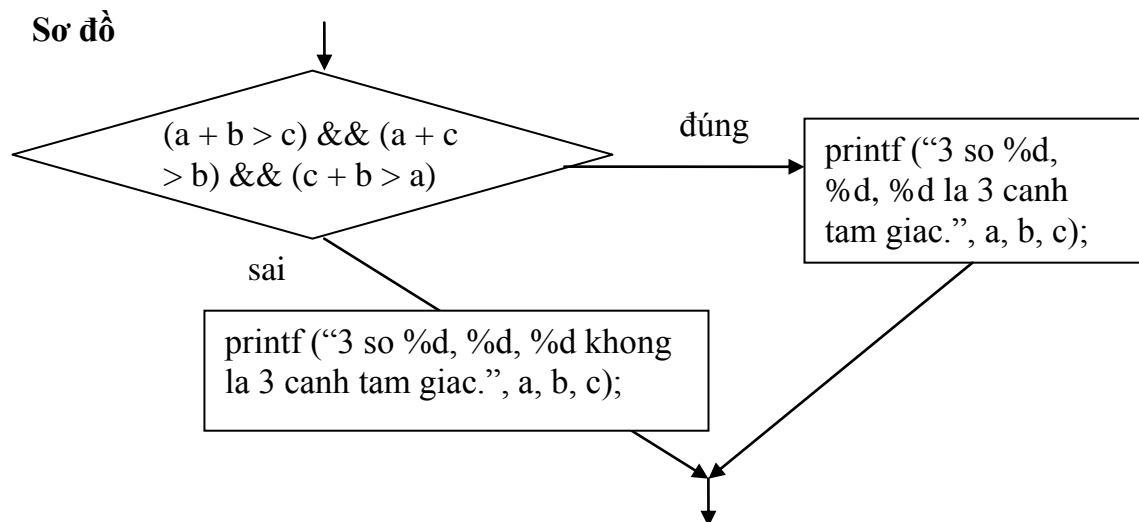 Sơ đồ
(a + b > c) && (a + c
> b) && (c + b > a)
đúng
printf (“3 so %d,
%d, %d la 3 canh
tam giac.”, a, b, c);
sai
printf (“3 so %d, %d, %d khong
la 3 canh tam giac.”, a, b, c);